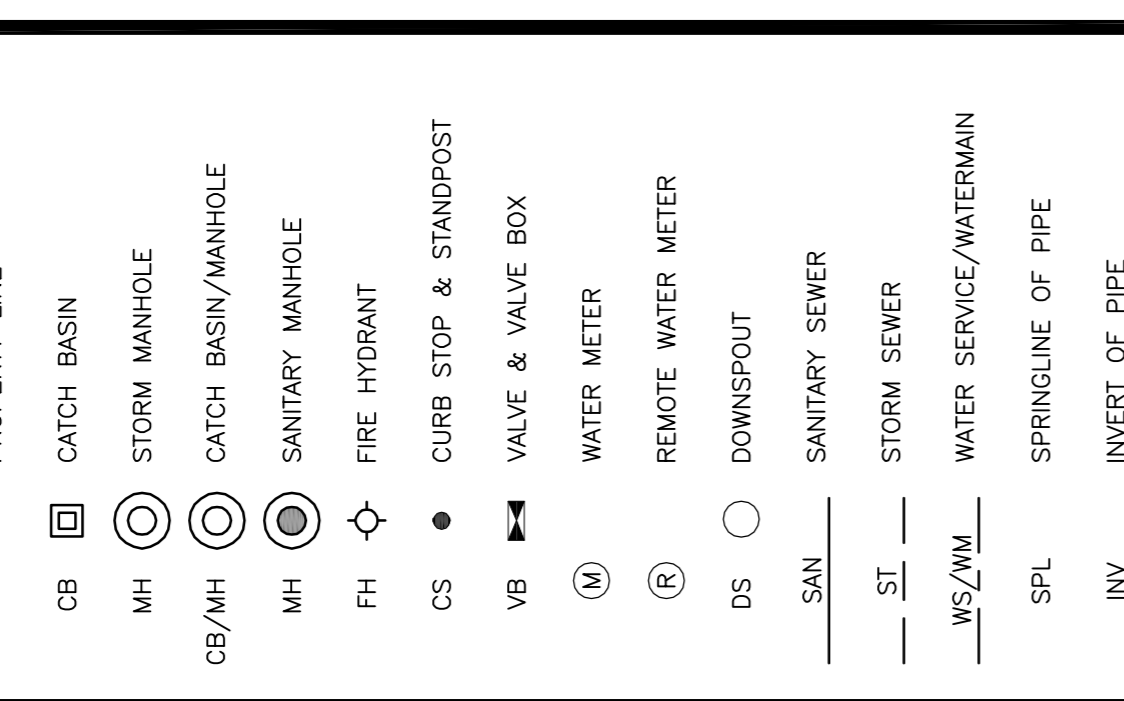 CB CATCH BASIN
MH STORM MANHOLE
CB/MH CATCH BASIN/MANHOLE
MH SANITARY MANHOLE
FH FIRE HYDRANT
CS CURB STOP & STANDPOST
VB VALVE & VALVE BOX
M WATER METER
R REMOTE WATER METER
DS DOWNSPOUT
SAN SANITARY SEWER
ST STORM SEWER
WS/WM WATER SERVICE/WATERMAIN
SPL SPRINGLINE OF PIPE
INV INVERT OF PIPE